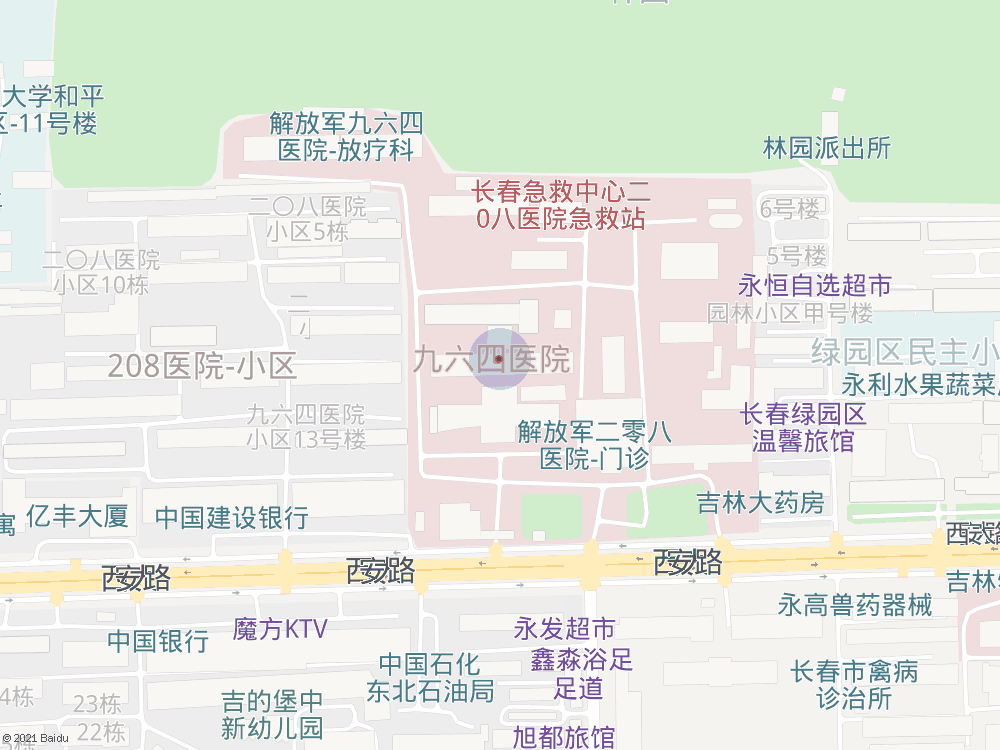 大学和平
区-11号楼
解放军九六四
医院-放疗科
林园派出所
长春急救中心二
0八医院急救站
二〇八医院
小区5栋
6号楼
二〇八医院
小区10栋
5号楼
永恒自选超市
园林小区甲号楼
208医院-小区
九六四医院
绿园区民主小
永利水果蔬菜
九六四医院
小区13号楼
长春绿园区
温馨旅馆
解放军二零八
医院-门诊
寓
亿丰大厦
中国建设银行
吉林大药房
西安路
西安路
西安路
西安路
吉林
中国银行
魔方KTV
永发超市
永高兽药器械
鑫淼浴足
足道
中国石化
东北石油局
长春市禽病
诊治所
4栋
23栋
22栋
3栋
吉的堡中
新幼儿园
旭都旅馆
© 2021 Baidu